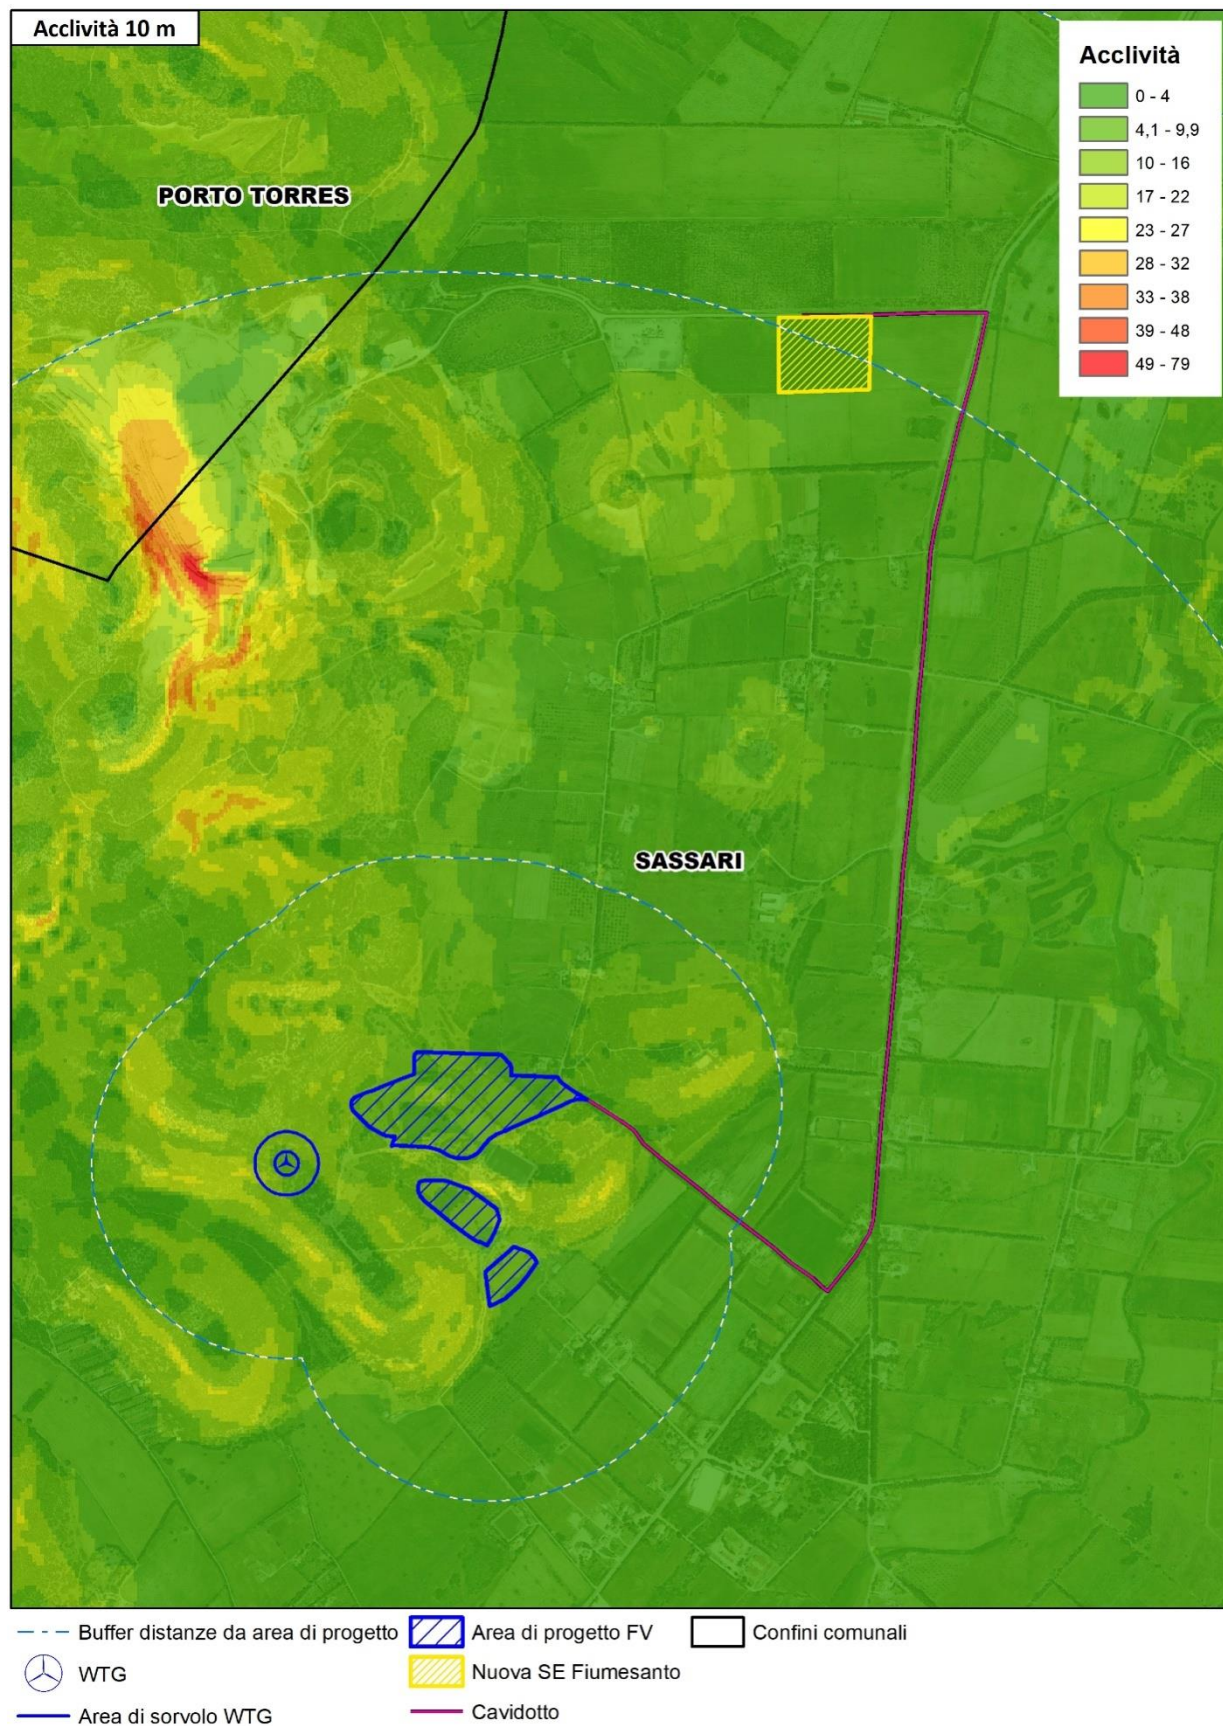 Acclività 10 m
Acclività
0 - 4
4,1 - 9,9
10 - 16
17 - 22
23 - 27
28 - 32
33 - 38
39 - 48
49 - 79
PORTO TORRES
SASSARI
Buffer distanze da area di progetto
Area di progetto FV
Confini comunali
WTG
Nuova SE Fiumesanto
Area di sorvolo WTG
Cavidotto